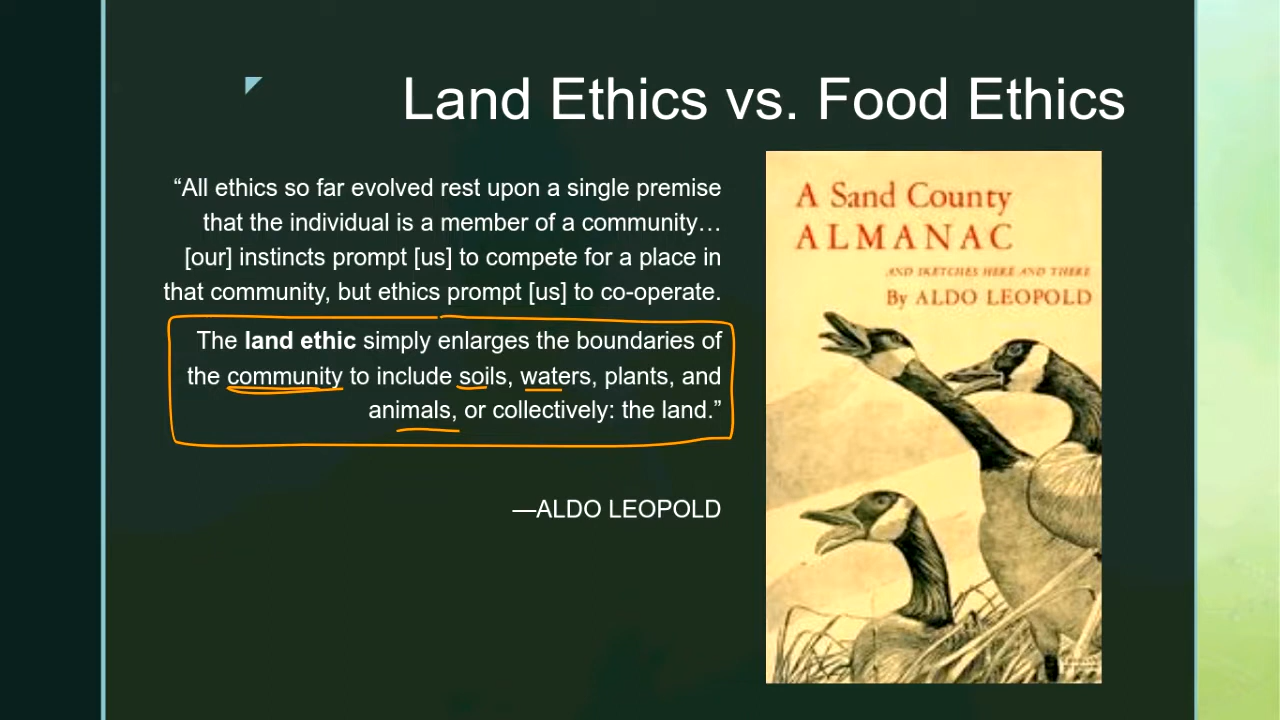 Land Ethics vs. Food Ethics
“All ethics so far evolved rest upon a single premise
that the individual is a member of a community…
[our] instincts prompt [us] to compete for a place in
that community, but ethics prompt [us] to co-operate.
The land ethic simply enlarges the boundaries of
the community to include soils, waters, plants, and
animals, or collectively: the land.”
—ALDO LEOPOLD
A Sand County
ALMANAC
AND SKETCHES HERE AND THERE
By ALDO LEOPOLD